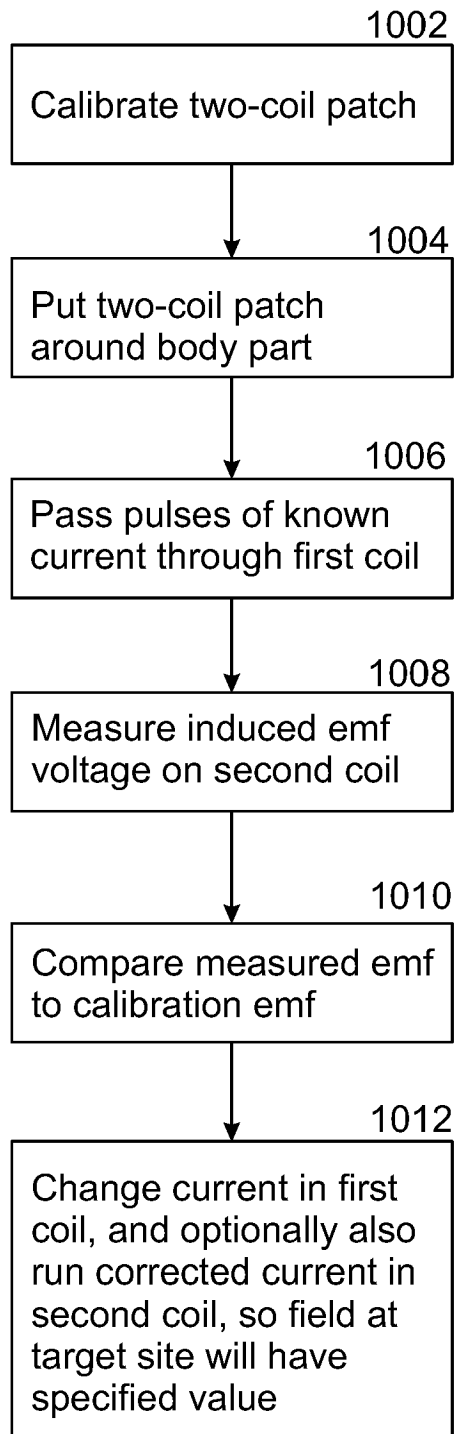 1002
Calibrate two-coil patch
1004
Put two-coil patch
around body part
1006
Pass pulses of known
current through first coil
1008
Measure induced emf
voltage on second coil
1010
Compare measured emf
to calibration emf
1012
Change current in first
coil, and optionally also
run corrected current in
second coil, so field at
target site will have
specified value